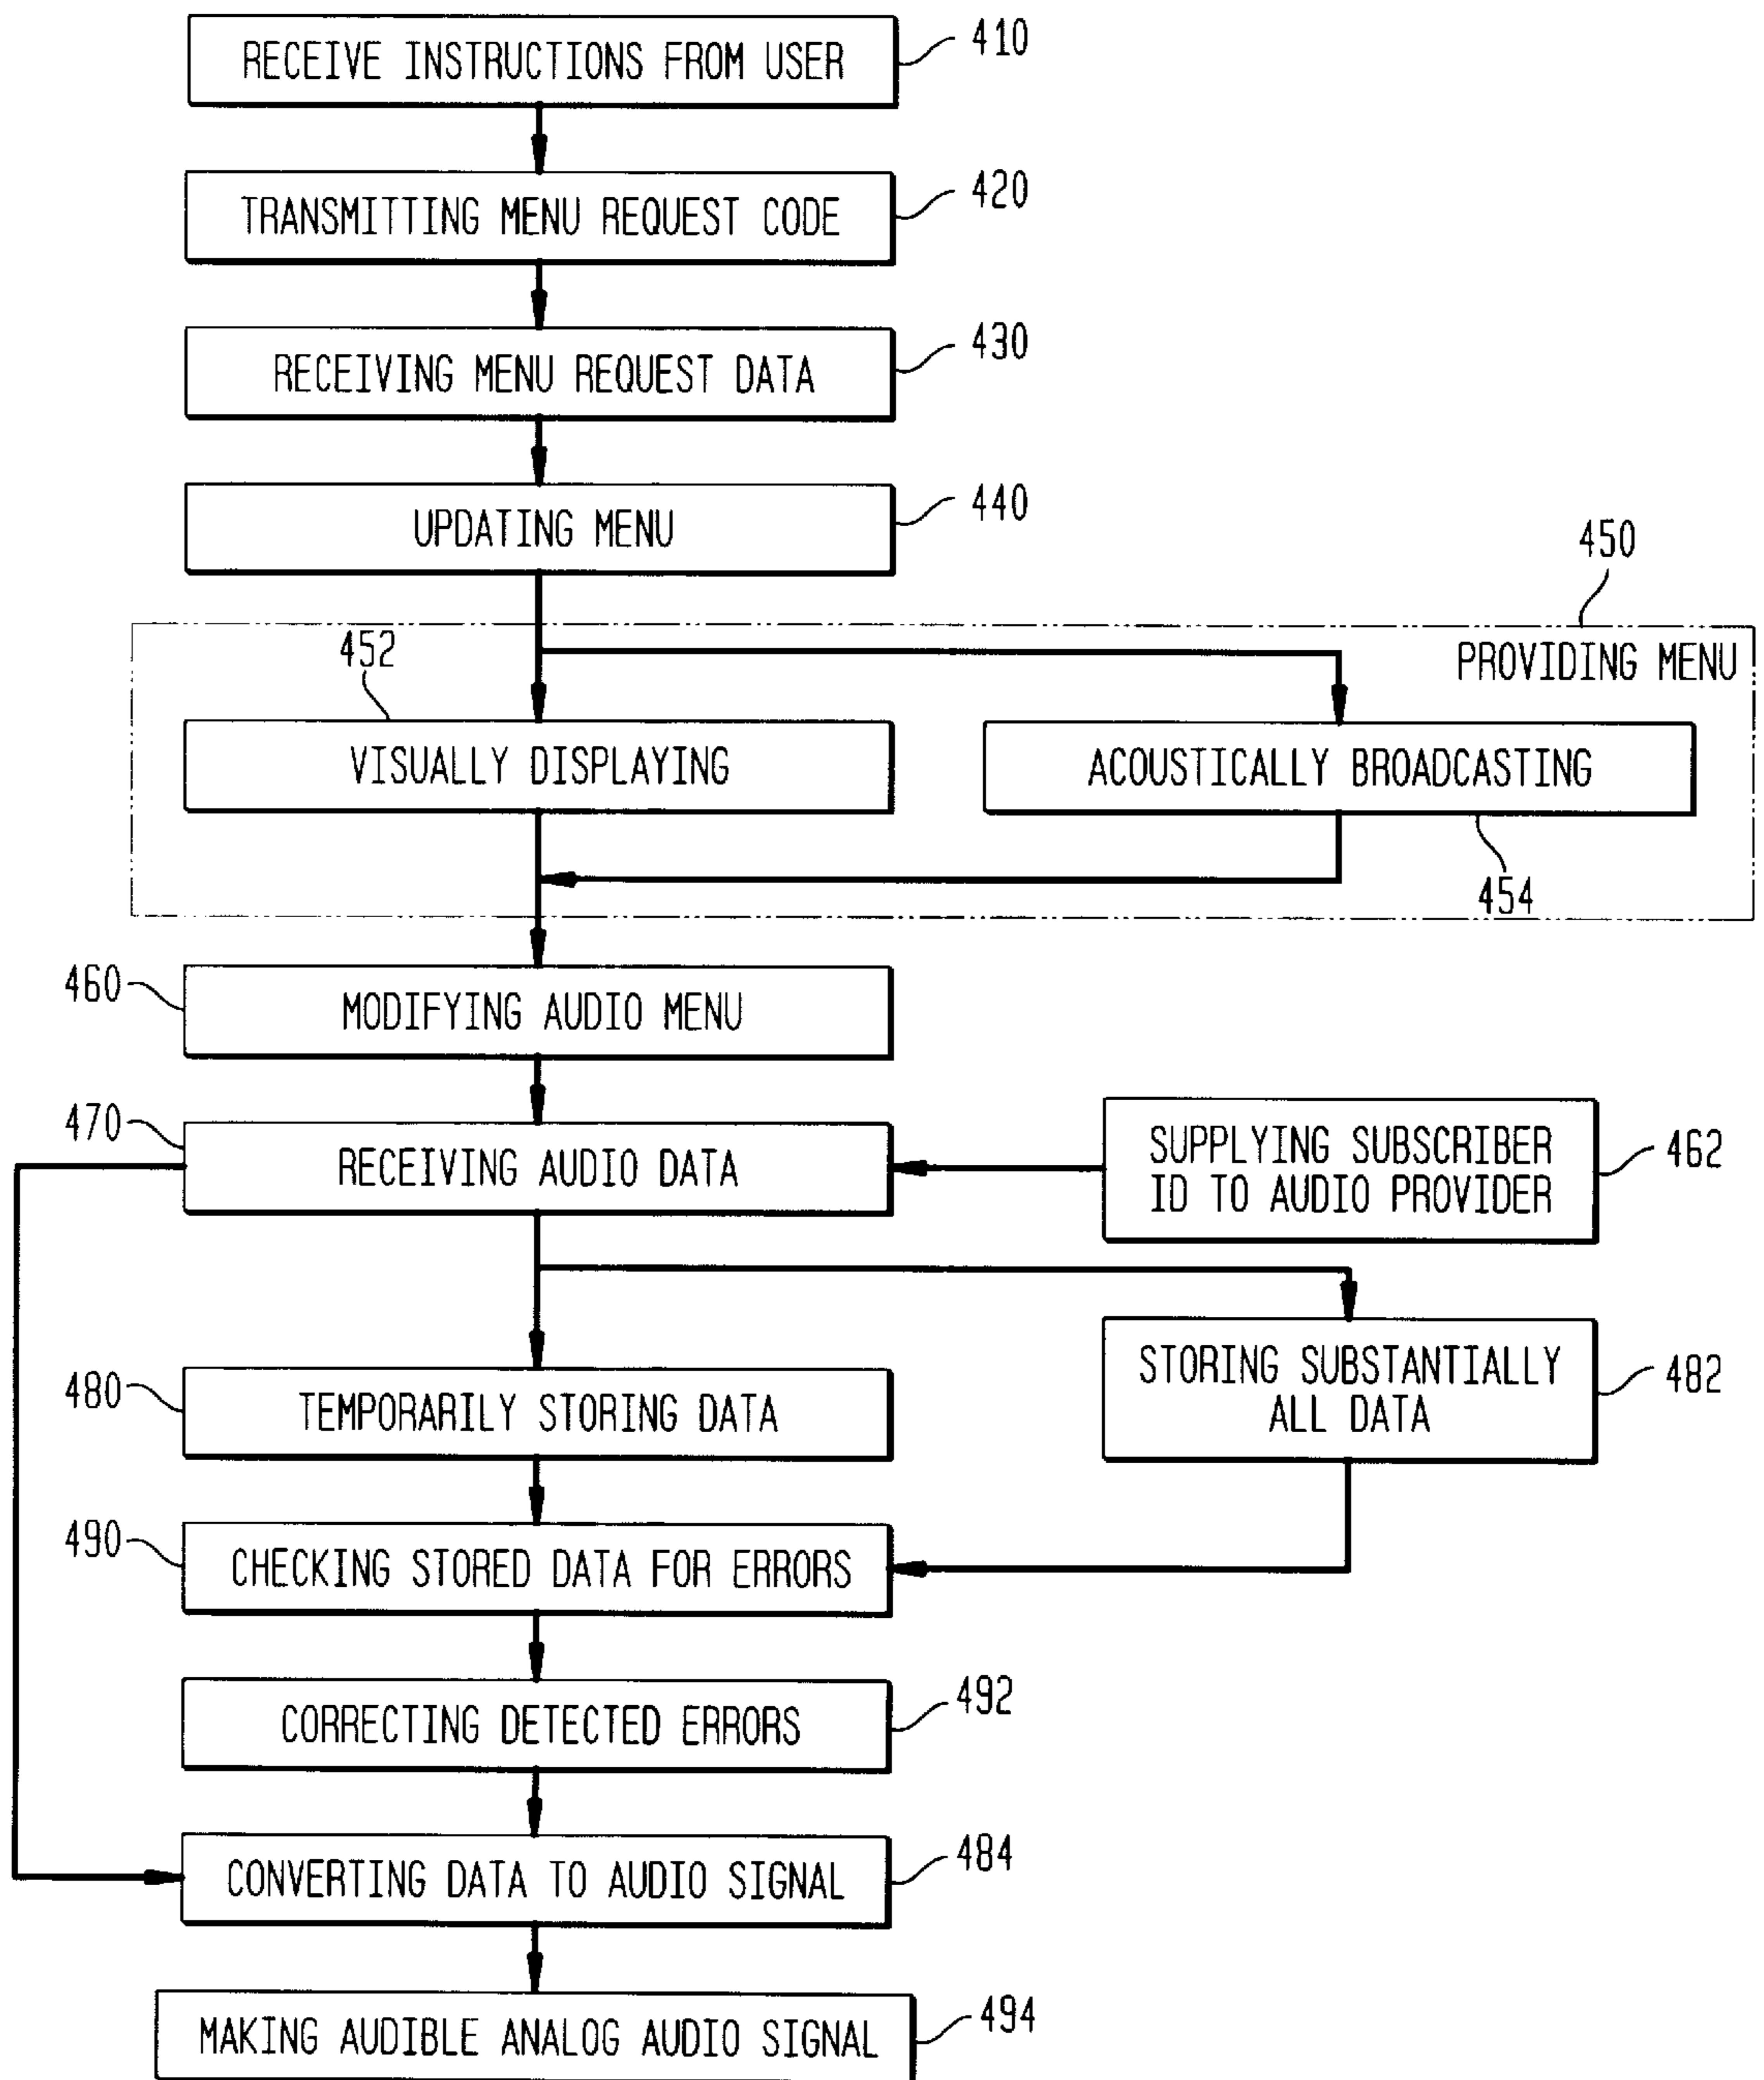 RECEIVE INSTRUCTIONS FROM USER
410
TRANSMITTING MENU REQUEST CODE
420
RECEIVING MENU REQUEST DATA
430
UPDATING MENU
440
450
PROVIDING MENU
452
VISUALLY DISPLAYING
ACOUSTICALLY BROADCASTING
454
460
MODIFYING AUDIO MENU
470
RECEIVING AUDIO DATA
SUPPLYING SUBSCRIBER
ID TO AUDIO PROVIDER
462
480
TEMPORARILY STORING DATA
STORING SUBSTANTIALLY
ALL DATA
482
490
CHECKING STORED DATA FOR ERRORS
CORRECTING DETECTED ERRORS
492
CONVERTING DATA TO AUDIO SIGNAL
484
MAKING AUDIBLE ANALOG AUDIO SIGNAL
494